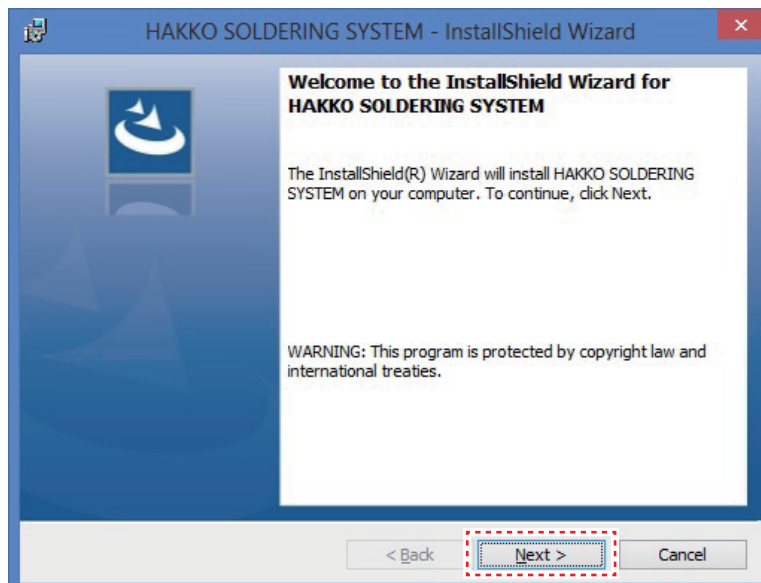 HAKKO SOLDERING SYSTEM - InstallShield Wizard
Welcome to the InstallShield Wizard for
HAKKO SOLDERING SYSTEM
The InstallShield(R) Wizard will install HAKKO SOLDERING
SYSTEM on your computer. To continue, click Next.
WARNING: This program is protected by copyright law and
international treaties.
< Back
Next >
Cancel